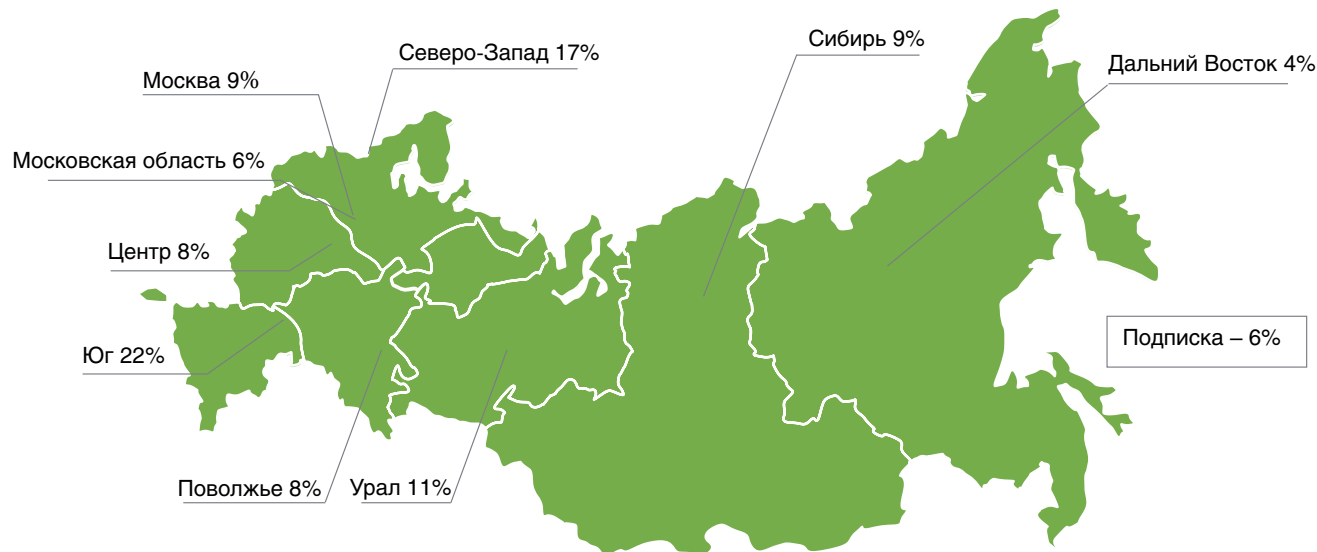 Северо-Запад 17%
Сибирь 9%
Дальний Восток 4%
Москва 9%
Московская область 6%
Центр 8%
Подписка – 6%
Юг 22%
Поволжье 8%
Урал 11%